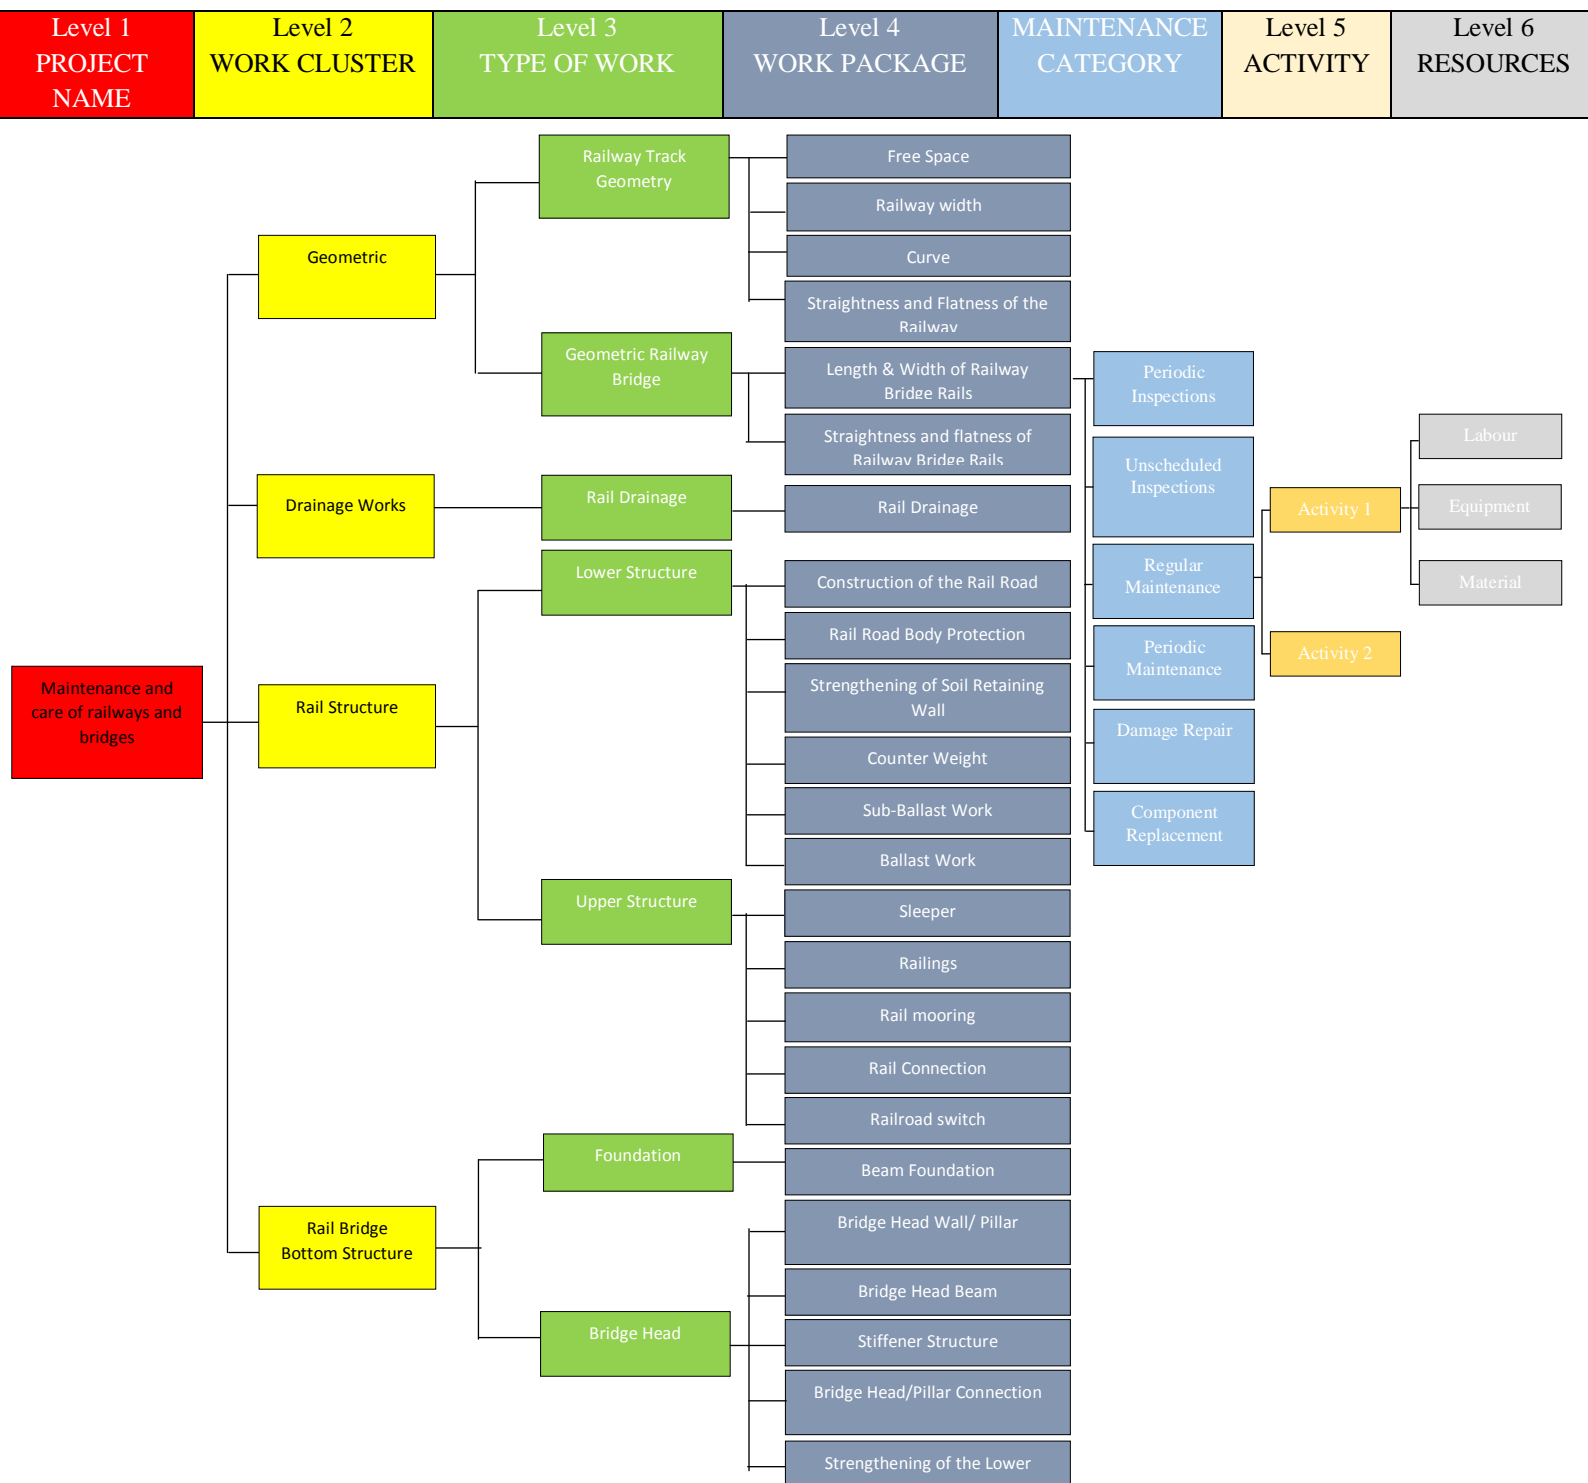 Level 1
PROJECT
NAME
Level 2
WORK CLUSTER
Level 3
TYPE OF WORK
Level 4
WORK PACKAGE
MAINTENANCE
CATEGORY
Level 5
ACTIVITY
Level 6
RESOURCES
Maintenance and
care of railways and
bridges
Geometric
Drainage Works
Rail Structure
Rail Bridge
Bottom Structure
Railway Track
Geometry
Geometric Railway
Bridge
Rail Drainage
Lower Structure
Upper Structure
Foundation
Bridge Head
Free Space
Railway width
Curve
Straightness and Flatness of the
Railway
Length & Width of Railway
Bridge Rails
Straightness and flatness of
Railway Bridge Rails
Rail Drainage
Construction of the Rail Road
Rail Road Body Protection
Strengthening of Soil Retaining
Wall
Counter Weight
Sub-Ballast Work
Ballast Work
Sleeper
Railings
Rail mooring
Rail Connection
Railroad switch
Beam Foundation
Bridge Head Wall/ Pillar
Bridge Head Beam
Stiffener Structure
Bridge Head/Pillar Connection
Strengthening of the Lower
Periodic
Inspections
Unscheduled
Inspections
Regular
Maintenance
Periodic
Maintenance
Damage Repair
Component
Replacement
Activity 1
Activity 2
Labour
Equipment
Material